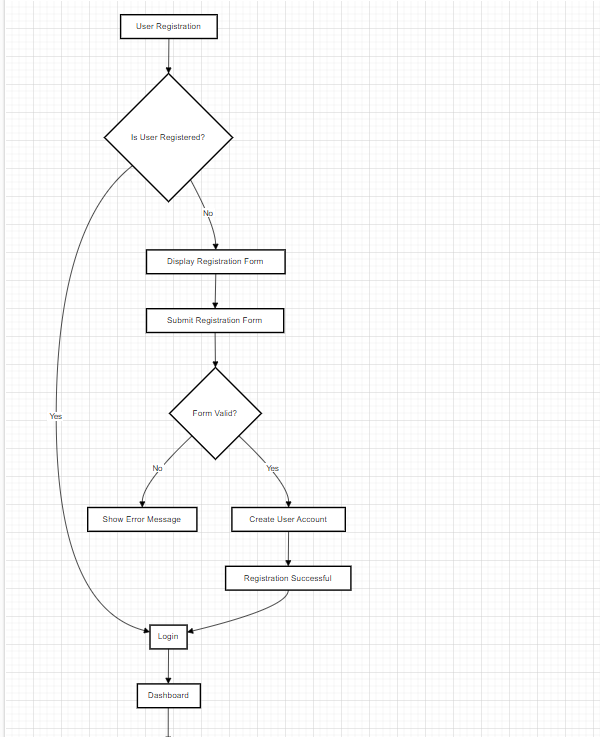 User Registration
Is User Registered?
No
Display Registration Form
Submit Registration Form
Form Valid?
Yes
No
Yes
Show Error Message
Create User Account
Registration Successful
Login
Dashboard